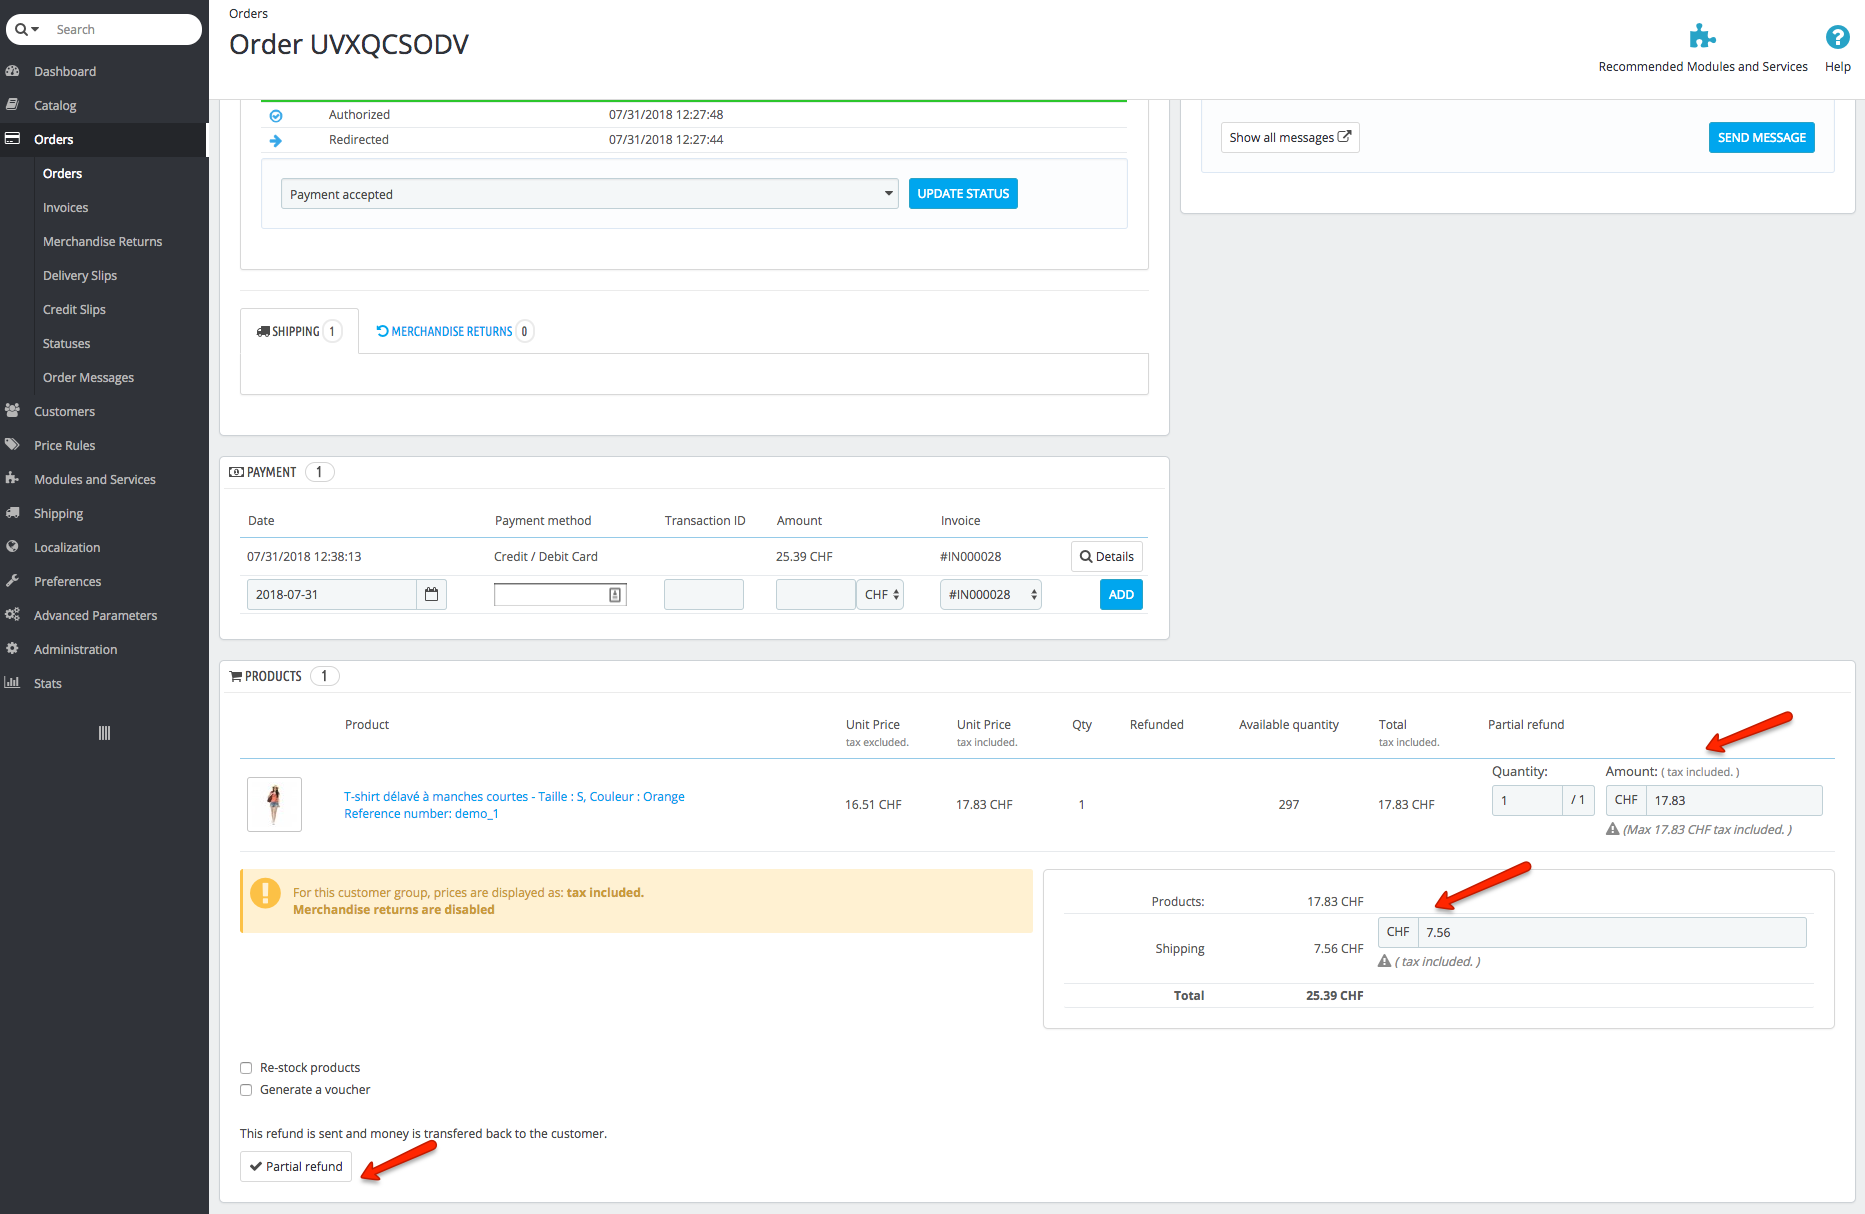 Search
Dashboard
Catalog
Orders
Orders
Invoices
Merchandise Returns
Delivery Slips
Credit Slips
Statuses
Order Messages
Customers
Price Rules
Modules and Services
Shipping
Localization
Preferences
Advanced Parameters
Administration
Stats
Orders
Order UVXQCSODV
Recommended Modules and Services
Help
Authorized 07/31/2018 12:27:48
Redirected 07/31/2018 12:27:44
Payment accepted
UPDATE STATUS
Show all messages
SEND MESSAGE
SHIPPING 1
MERCHANDISE RETURNS 0
PAYMENT 1
Date Payment method Transaction ID Amount Invoice
07/31/2018 12:38:13 Credit / Debit Card 25.39 CHF #IN000028 Details
2018-07-31 CHF #IN000028 ADD
PRODUCTS 1
Product Unit Price Unit Price Qty Refunded Available quantity Total Partial refund
tax excluded. tax included. tax included.
Quantity: Amount: ( tax included. )
T-shirt délavé à manches courtes - Taille : S, Couleur : Orange
Reference number: demo_1
16.51 CHF 17.83 CHF 1 297 17.83 CHF 1 / 1 CHF 17.83
(Max 17.83 CHF tax included. )
For this customer group, prices are displayed as: tax included.
Merchandise returns are disabled
Products: 17.83 CHF
Shipping 7.56 CHF CHF 7.56
( tax included. )
Total 25.39 CHF
Re-stock products
Generate a voucher
This refund is sent and money is transfered back to the customer.
Partial refund